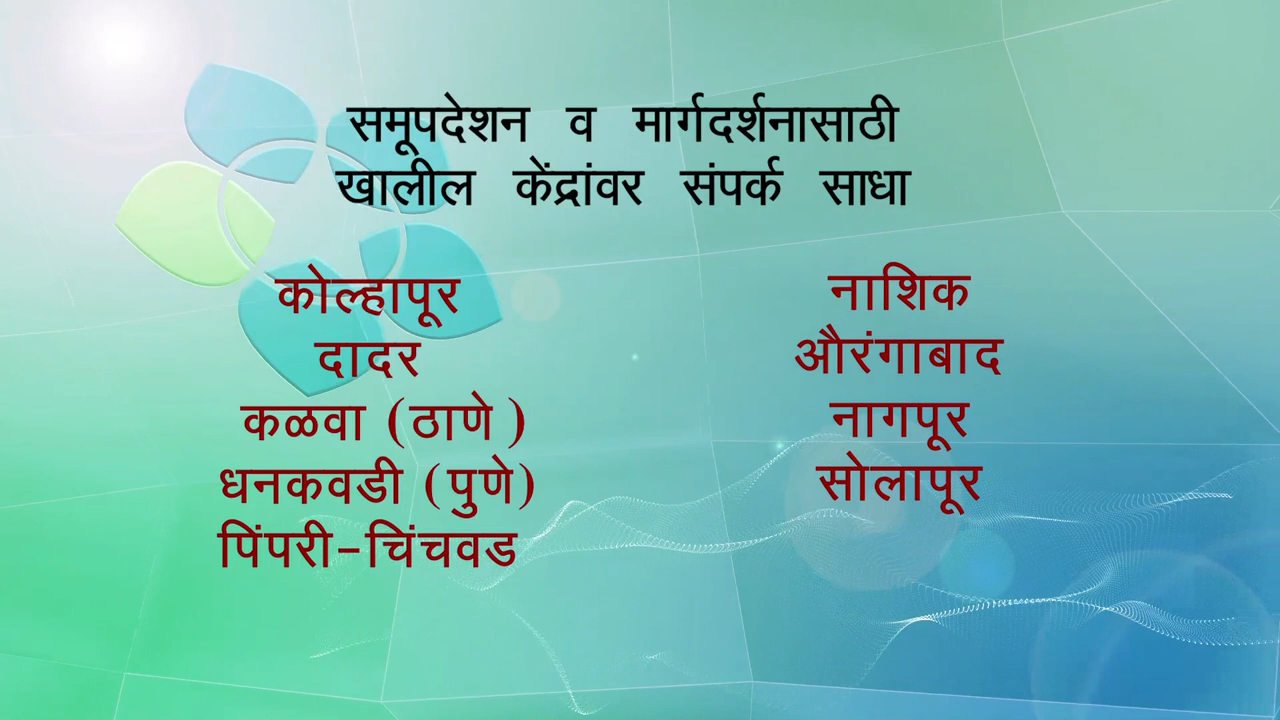 समूपदेशन व मार्गदर्शनासाठी
खालील केंद्रांवर संपर्क साधा
कोल्हापूर
दादर
कळवा (ठाणे )
धनकवडी (पुणे)
पिंपरी-चिंचवड
नाशिक
औरंगाबाद
नागपूर
सोलापूर